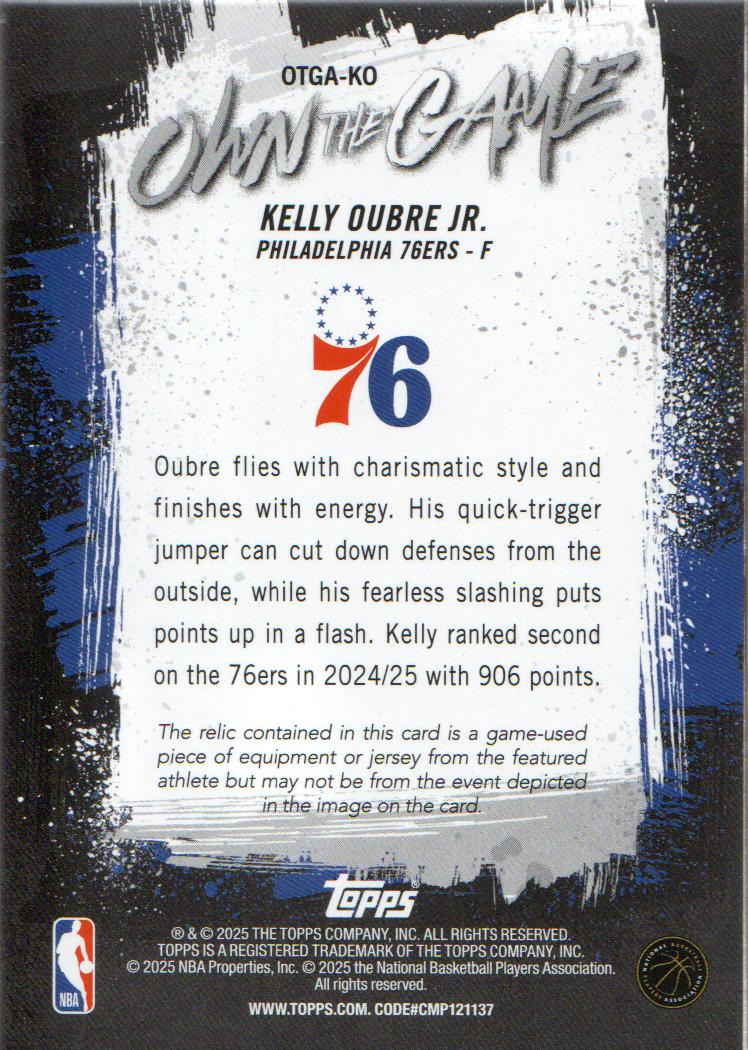 OTGA-KO
OWN THE GAME
KELLY OUBRE JR.
PHILADELPHIA 76ERS - F
76
Oubre flies with charismatic style and
finishes with energy. His quick-trigger
jumper can cut down defenses from the
outside, while his fearless slashing puts
points up in a flash. Kelly ranked second
on the 76ers in 2024/25 with 906 points.
The relic contained in this card is a game-used
piece of equipment or jersey from the featured
athlete but may not be from the event depicted
in the image on the card.
Topps®
® & © 2025 THE TOPPS COMPANY, INC. ALL RIGHTS RESERVED.
TOPPS IS A REGISTERED TRADEMARK OF THE TOPPS COMPANY, INC.
© 2025 NBA Properties, Inc. © 2025 the National Basketball Players Association.
All rights reserved.
WWW.TOPPS.COM. CODE#CMP121137
NBA
NATIONAL BASKETBALL
PLAYERS ASSOCIATION